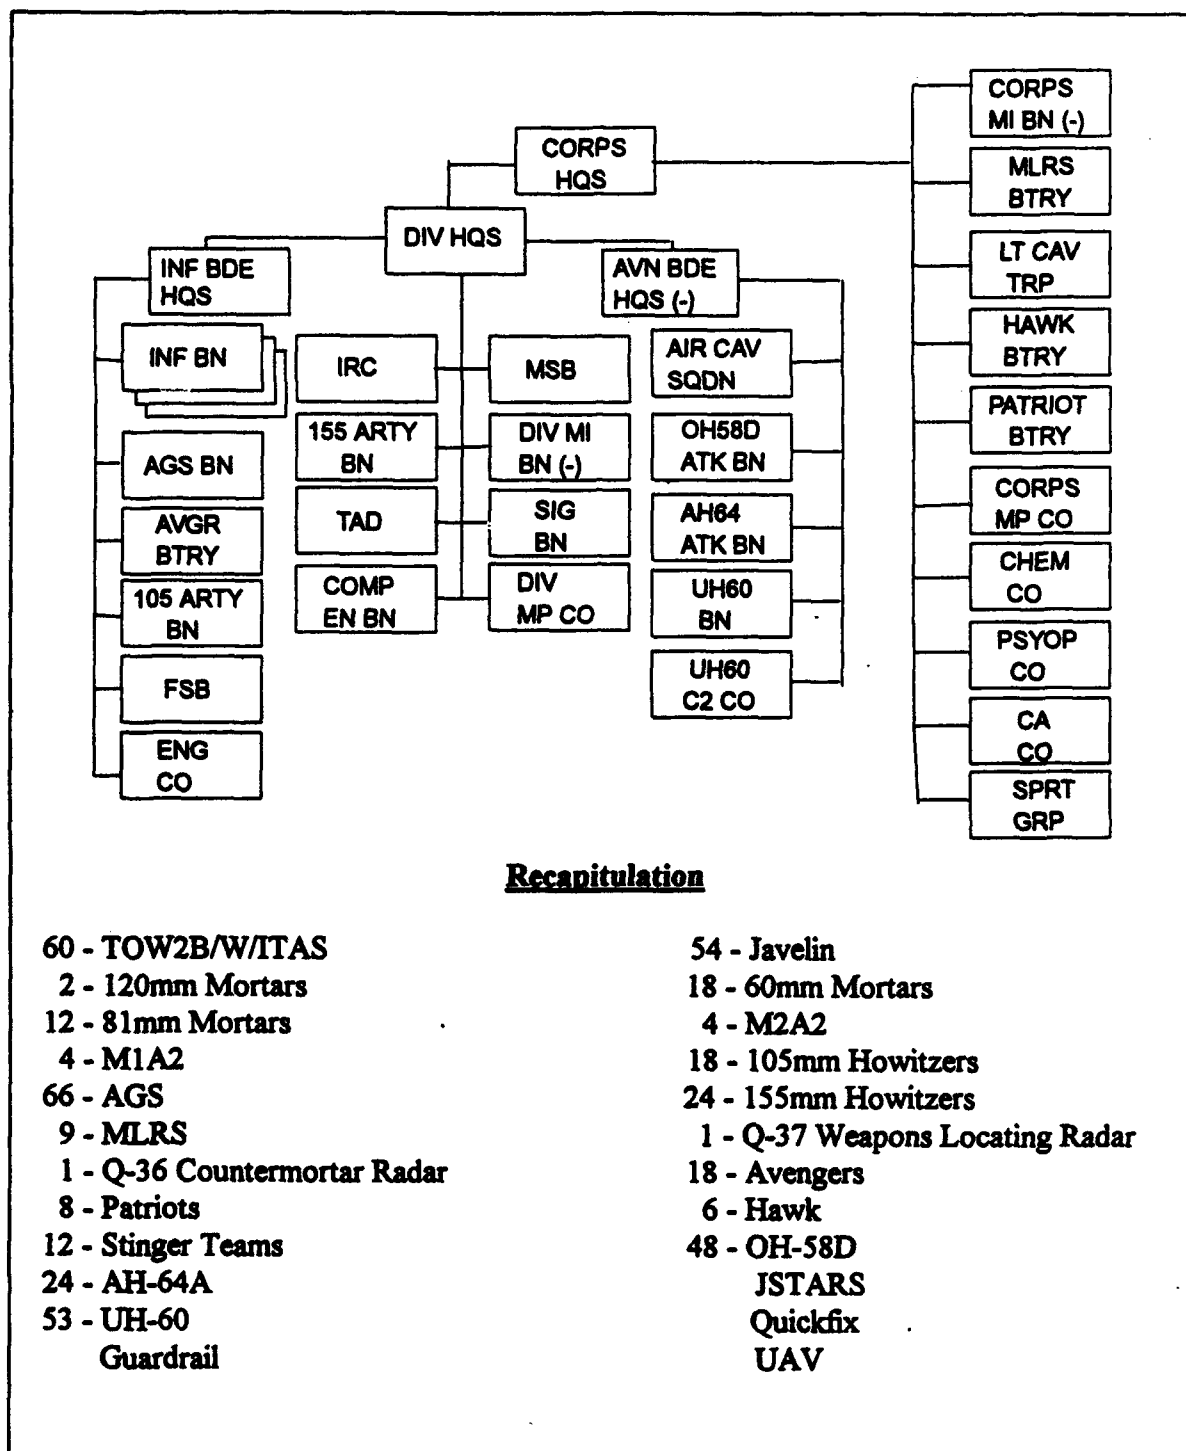 CORPS
HQS
DIV HQS
INF BDE
HQS
INF BN
AGS BN
AVGR
BTRY
105 ARTY
BN
FSB
ENG
CO
IRC
155 ARTY
BN
TAD
COMP
EN BN
MSB
DIV MI
BN (-)
SIG
BN
DIV
MP CO
AVN BDE
HQS (-)
AIR CAV
SQDN
OH58D
ATK BN
AH64
ATK BN
UH60
BN
UH60
C2 CO
CORPS
MI BN (-)
MLRS
BTRY
LT CAV
TRP
HAWK
BTRY
PATRIOT
BTRY
CORPS
MP CO
CHEM
CO
PSYOP
CO
CA
CO
SPRT
GRP
Recapitulation
60 - TOW2B/W/ITAS
2 - 120mm Mortars
12 - 81mm Mortars
4 - M1A2
66 - AGS
9 - MLRS
1 - Q-36 Countermortar Radar
8 - Patriots
12 - Stinger Teams
24 - AH-64A
53 - UH-60
Guardrail
54 - Javelin
18 - 60mm Mortars
4 - M2A2
18 - 105mm Howitzers
24 - 155mm Howitzers
1 - Q-37 Weapons Locating Radar
18 - Avengers
6 - Hawk
48 - OH-58D
JSTARS
Quickfix
UAV